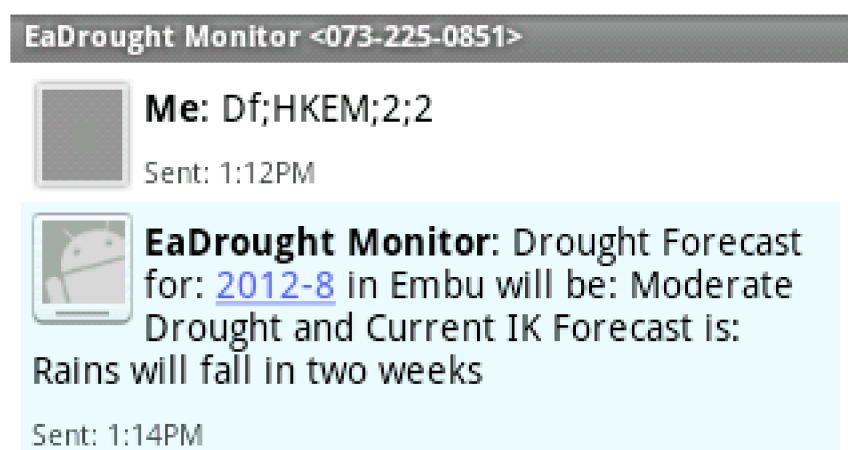 EaDrought Monitor <073-225-0851>
Me: Df;HKEM;2;2
Sent: 1:12PM
EaDrought Monitor: Drought Forecast
for: 2012-8 in Embu will be: Moderate
Drought and Current IK Forecast is:
Rains will fall in two weeks
Sent: 1:14PM